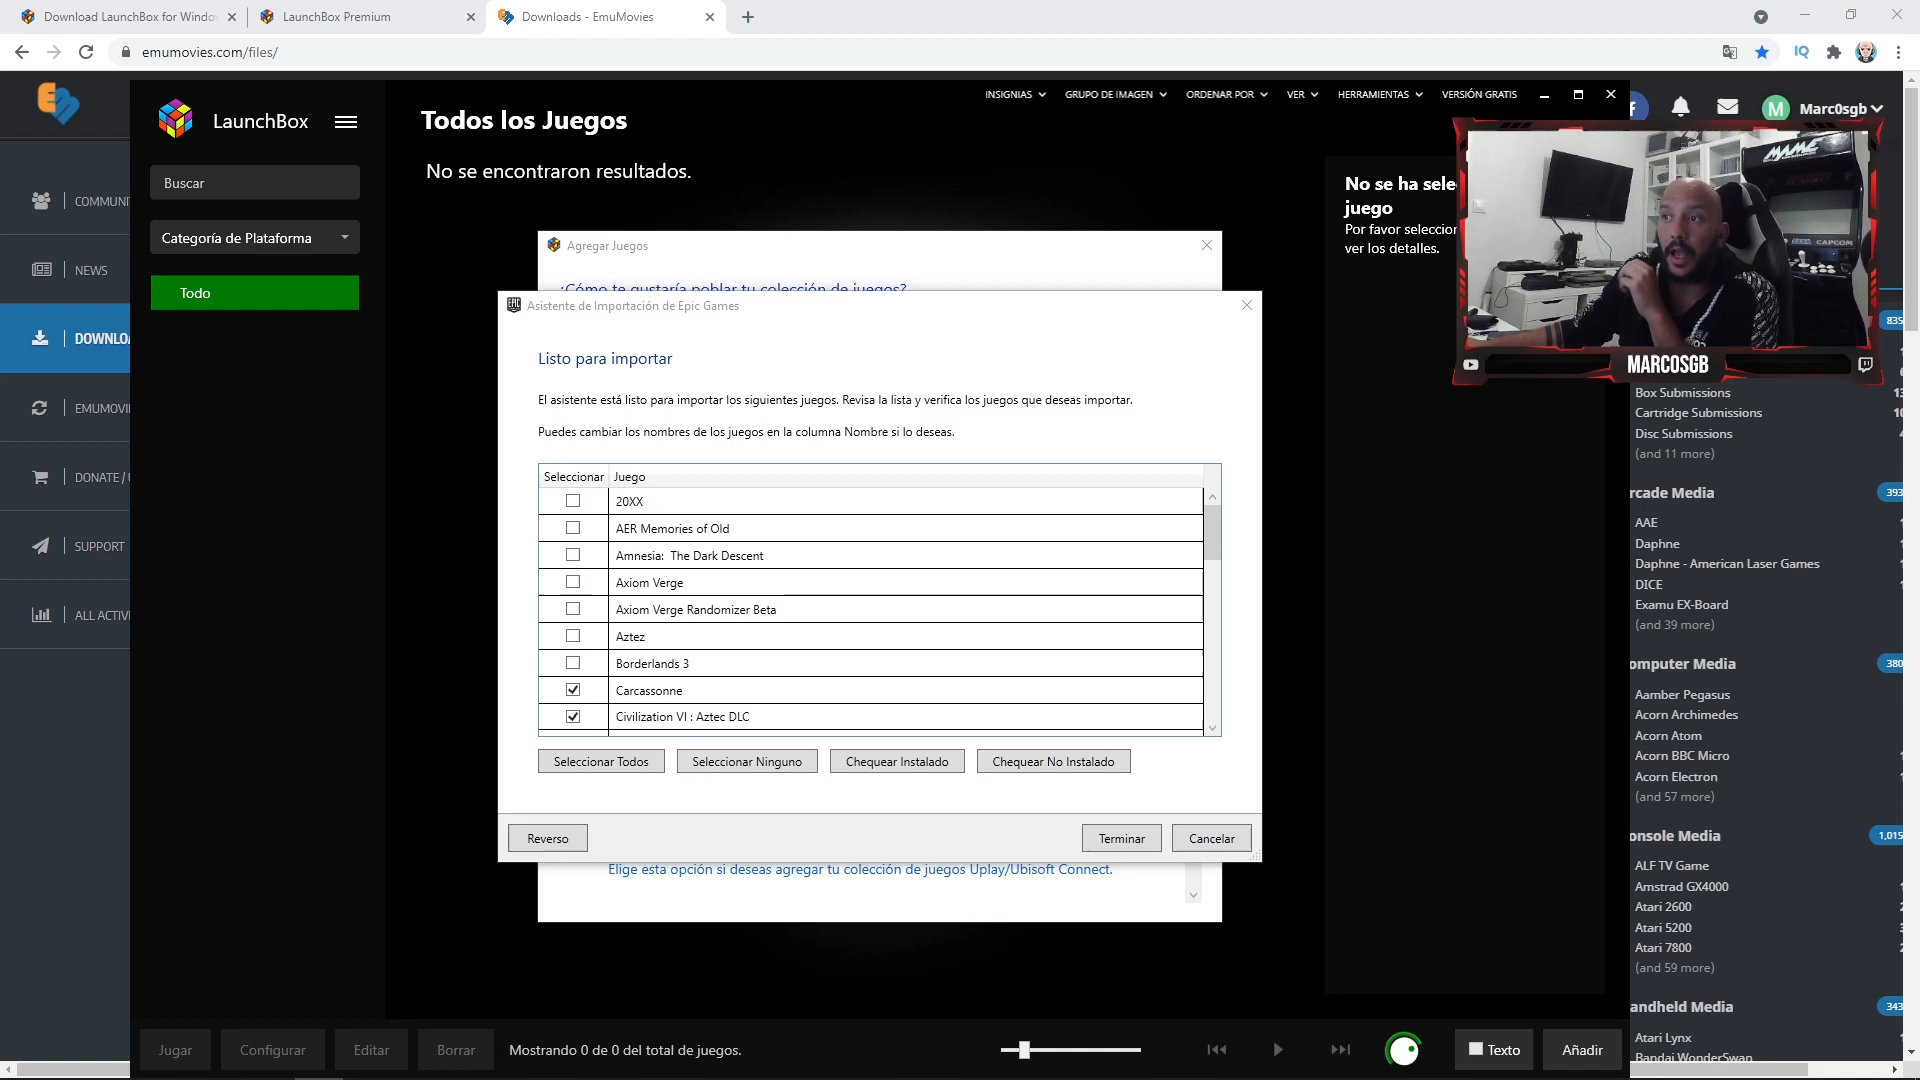 Download LaunchBox for Windo
LaunchBox Premium
Downloads - EmuMovies
emumovies.com/files/
LaunchBox
Buscar
Categoría de Plataforma
Todo
COMMUNI
NEWS
DOWNLO
EMUMOVI
DONATE /
SUPPORT
ALL ACTIV
INSIGNIAS
GRUPO DE IMAGEN
ORDENAR POR
VER
HERRAMIENTAS
VERSIÓN GRATIS
Todos los Juegos
No se encontraron resultados.
M
Marc0sgb
No se ha sele
juego
Por favor seleccior
ver los detalles.
MAME
SEGA CAPCOM
MARCOSGB
Agregar Juegos
¿Cómo te gustaría poblar tu colección de juegos?
Asistente de Importación de Epic Games
Listo para importar
El asistente está listo para importar los siguientes juegos. Revisa la lista y verifica los juegos que deseas importar.
Puedes cambiar los nombres de los juegos en la columna Nombre si lo deseas.
Seleccionar Juego
20XX
AER Memories of Old
Amnesia: The Dark Descent
Axiom Verge
Axiom Verge Randomizer Beta
Aztez
Borderlands 3
Carcassonne
Civilization VI : Aztec DLC
Seleccionar Todos
Seleccionar Ninguno
Chequear Instalado
Chequear No Instalado
Reverso
Terminar
Cancelar
Elige esta opción si deseas agregar tu colección de juegos Uplay/Ubisoft Connect.
835
Box Submissions
Cartridge Submissions
Disc Submissions
(and 11 more)
rcade Media 393
AAE
Daphne
Daphne - American Laser Games
DICE
Examu EX-Board
(and 39 more)
omputer Media 380
Aamber Pegasus
Acorn Archimedes
Acorn Atom
Acorn BBC Micro
Acorn Electron
(and 57 more)
onsole Media 1,015
ALF TV Game
Amstrad GX4000
Atari 2600
Atari 5200
Atari 7800
(and 59 more)
andheld Media 343
Atari Lynx
Bandai WonderSwan
Jugar
Configurar
Editar
Borrar
Mostrando 0 de 0 del total de juegos.
Texto
Añadir